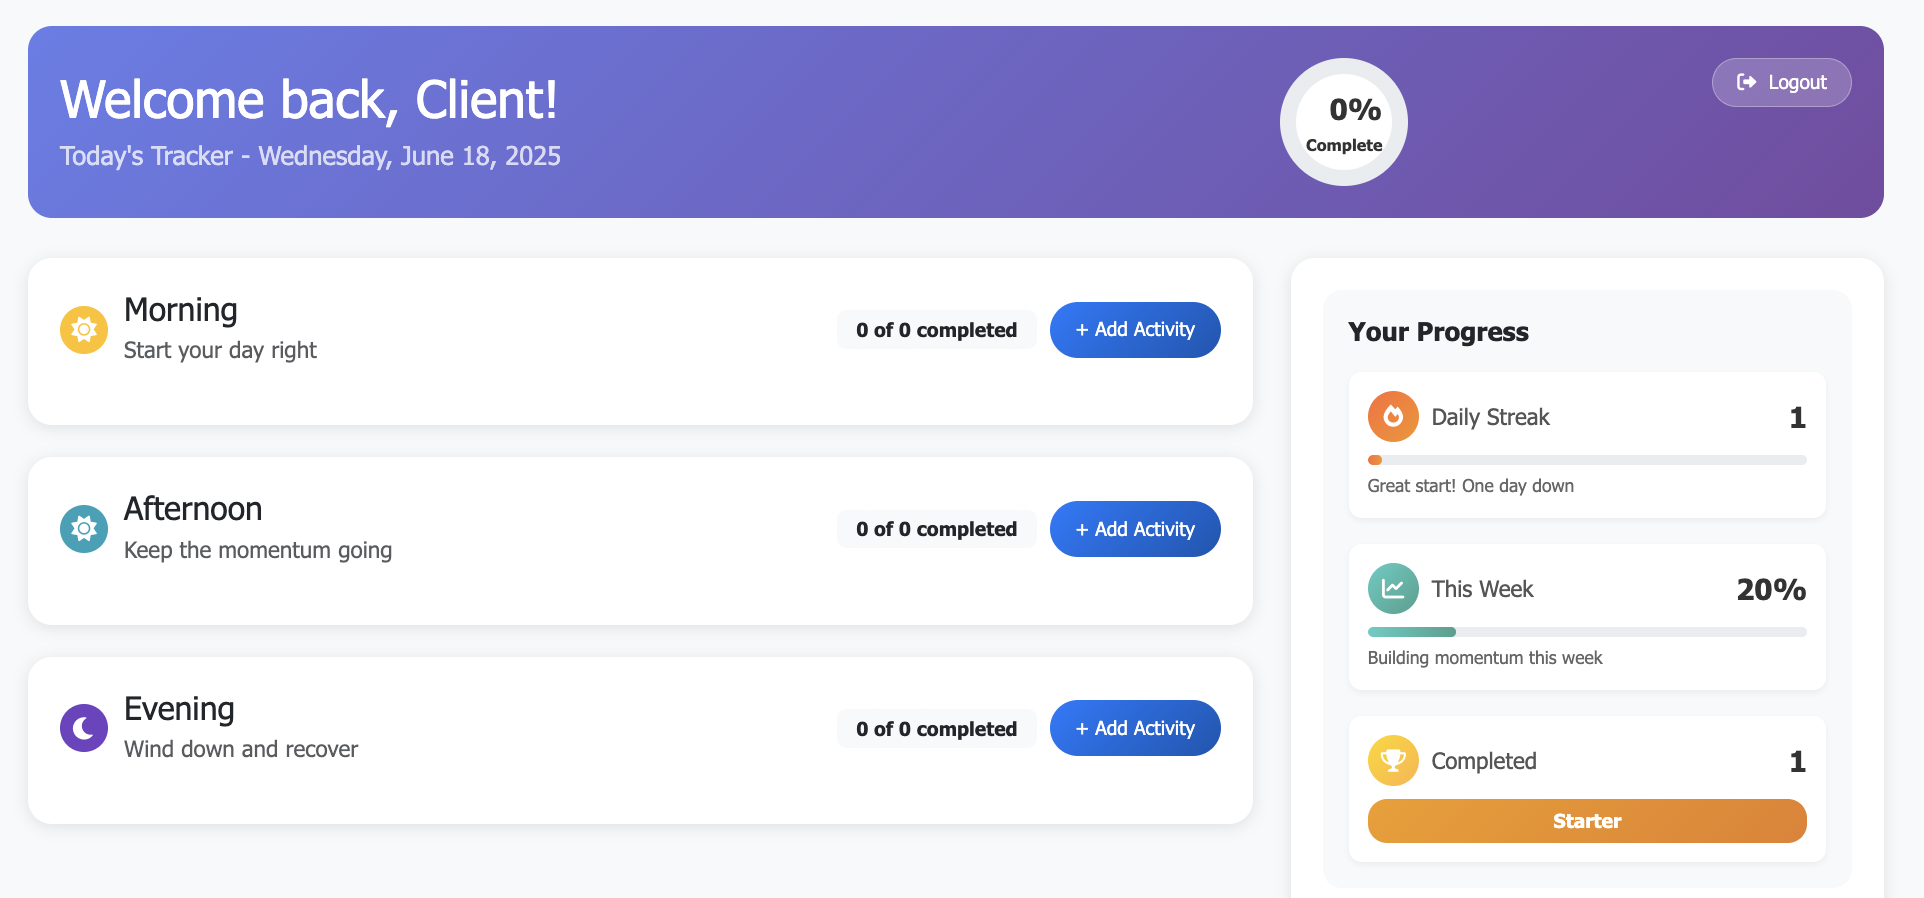 Welcome back, Client!
Today's Tracker - Wednesday, June 18, 2025
0%
Complete
Logout
Morning
Start your day right
0 of 0 completed
+ Add Activity
Afternoon
Keep the momentum going
0 of 0 completed
+ Add Activity
Evening
Wind down and recover
0 of 0 completed
+ Add Activity
Your Progress
Daily Streak
1
Great start! One day down
This Week
20%
Building momentum this week
Completed
1
Starter